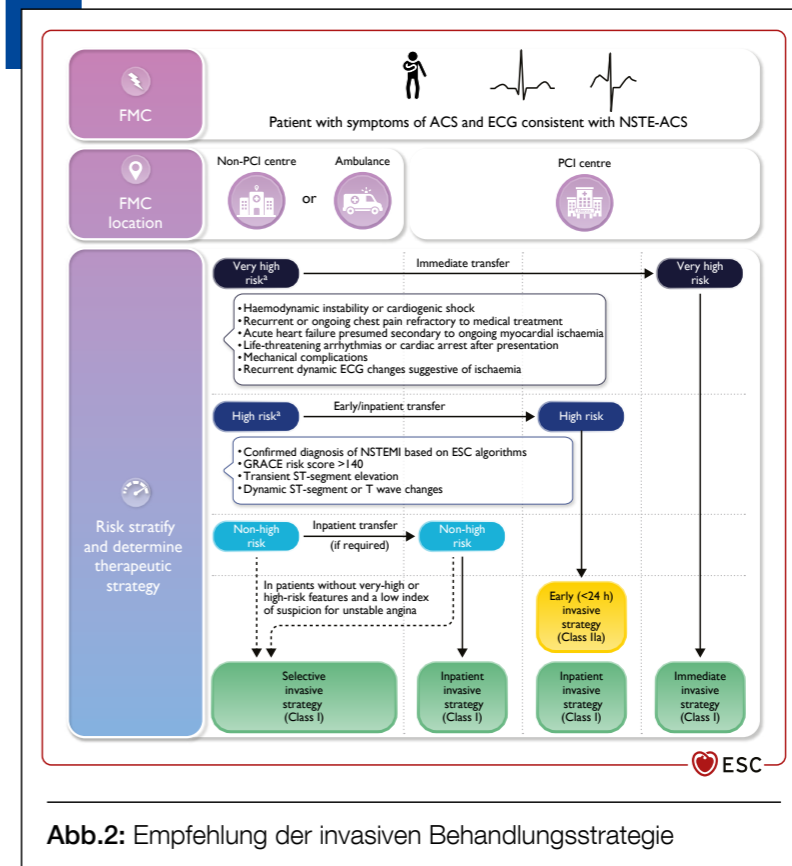 FMC
Patient with symptoms of ACS and ECG consistent with NSTE-ACS
FMC
location
Non-PCI centre
or
Ambulance
PCI centre
Risk stratify
and determine
therapeutic
strategy
Very high
riskª
Immediate transfer
Very high
risk
•Haemodynamic instability or cardiogenic shock
•Recurrent or ongoing chest pain refractory to medical treatment
•Acute heart failure presumed secondary to ongoing myocardial ischaemia
•Life-threatening arrhythmias or cardiac arrest after presentation
•Mechanical complications
•Recurrent dynamic ECG changes suggestive of ischaemia
High riskª
Early/inpatient transfer
High risk
•Confirmed diagnosis of NSTEMI based on ESC algorithms
•GRACE risk score >140
•Transient ST-segment elevation
•Dynamic ST-segment or T wave changes
Non-high
risk
Inpatient transfer
(if required)
Non-high
risk
In patients without very-high or
high-risk features and a low index
of suspicion for unstable angina
Early (<24 h)
invasive
strategy
(Class IIa)
Selective
invasive
strategy
(Class I)
Inpatient
invasive
strategy
(Class I)
Inpatient
invasive
strategy
(Class I)
Immediate
invasive
strategy
(Class I)
ESC
Abb.2: Empfehlung der invasiven Behandlungsstrategie